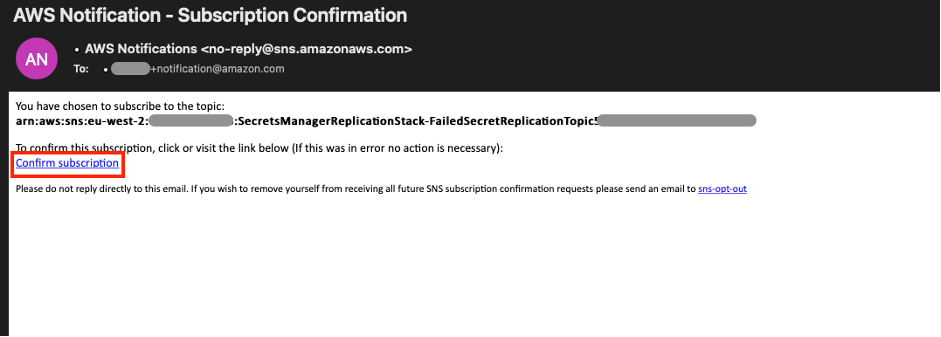 AWS Notification - Subscription Confirmation
AN
• AWS Notifications <no-reply@sns.amazonaws.com>
To: • +notification@amazon.com
You have chosen to subscribe to the topic:
arn:aws:sns:eu-west-2: :SecretsManagerReplicationStack-FailedSecretReplicationTopic
To confirm this subscription, click or visit the link below (If this was in error no action is necessary):
Confirm subscription
Please do not reply directly to this email. If you wish to remove yourself from receiving all future SNS subscription confirmation requests please send an email to sns-opt-out